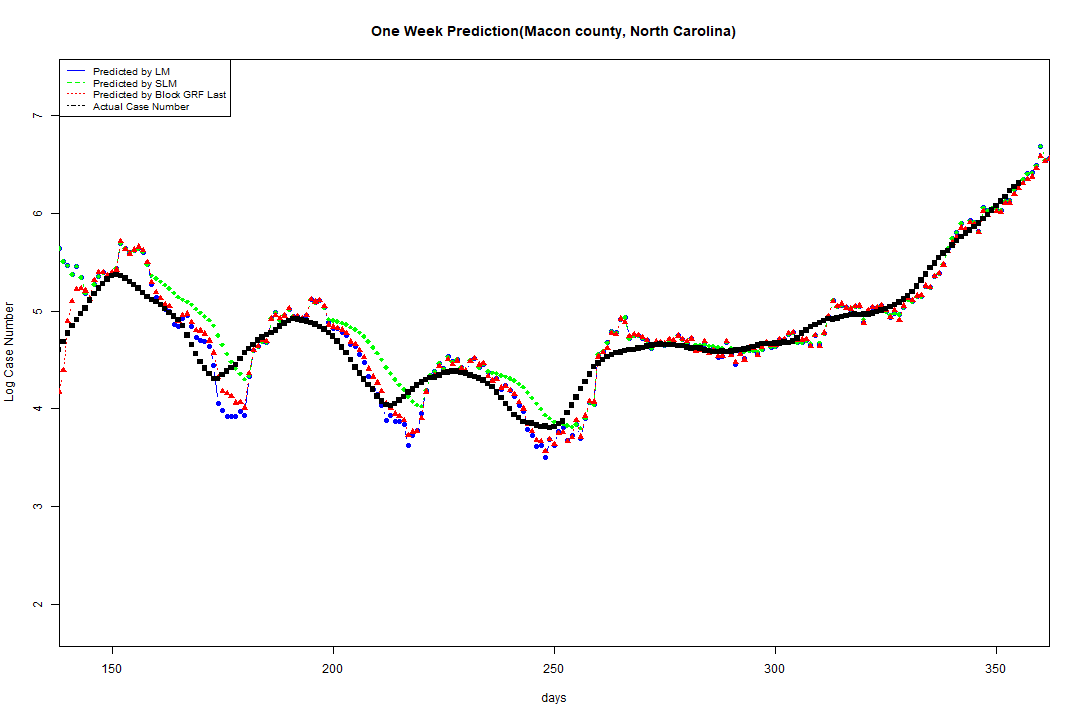 One Week Prediction(Macon county, North Carolina)
Predicted by LM
Predicted by SLM
Predicted by Block GRF Last
Actual Case Number
Log Case Number
7
6
5
4
3
2
150 200 250 300 350
days